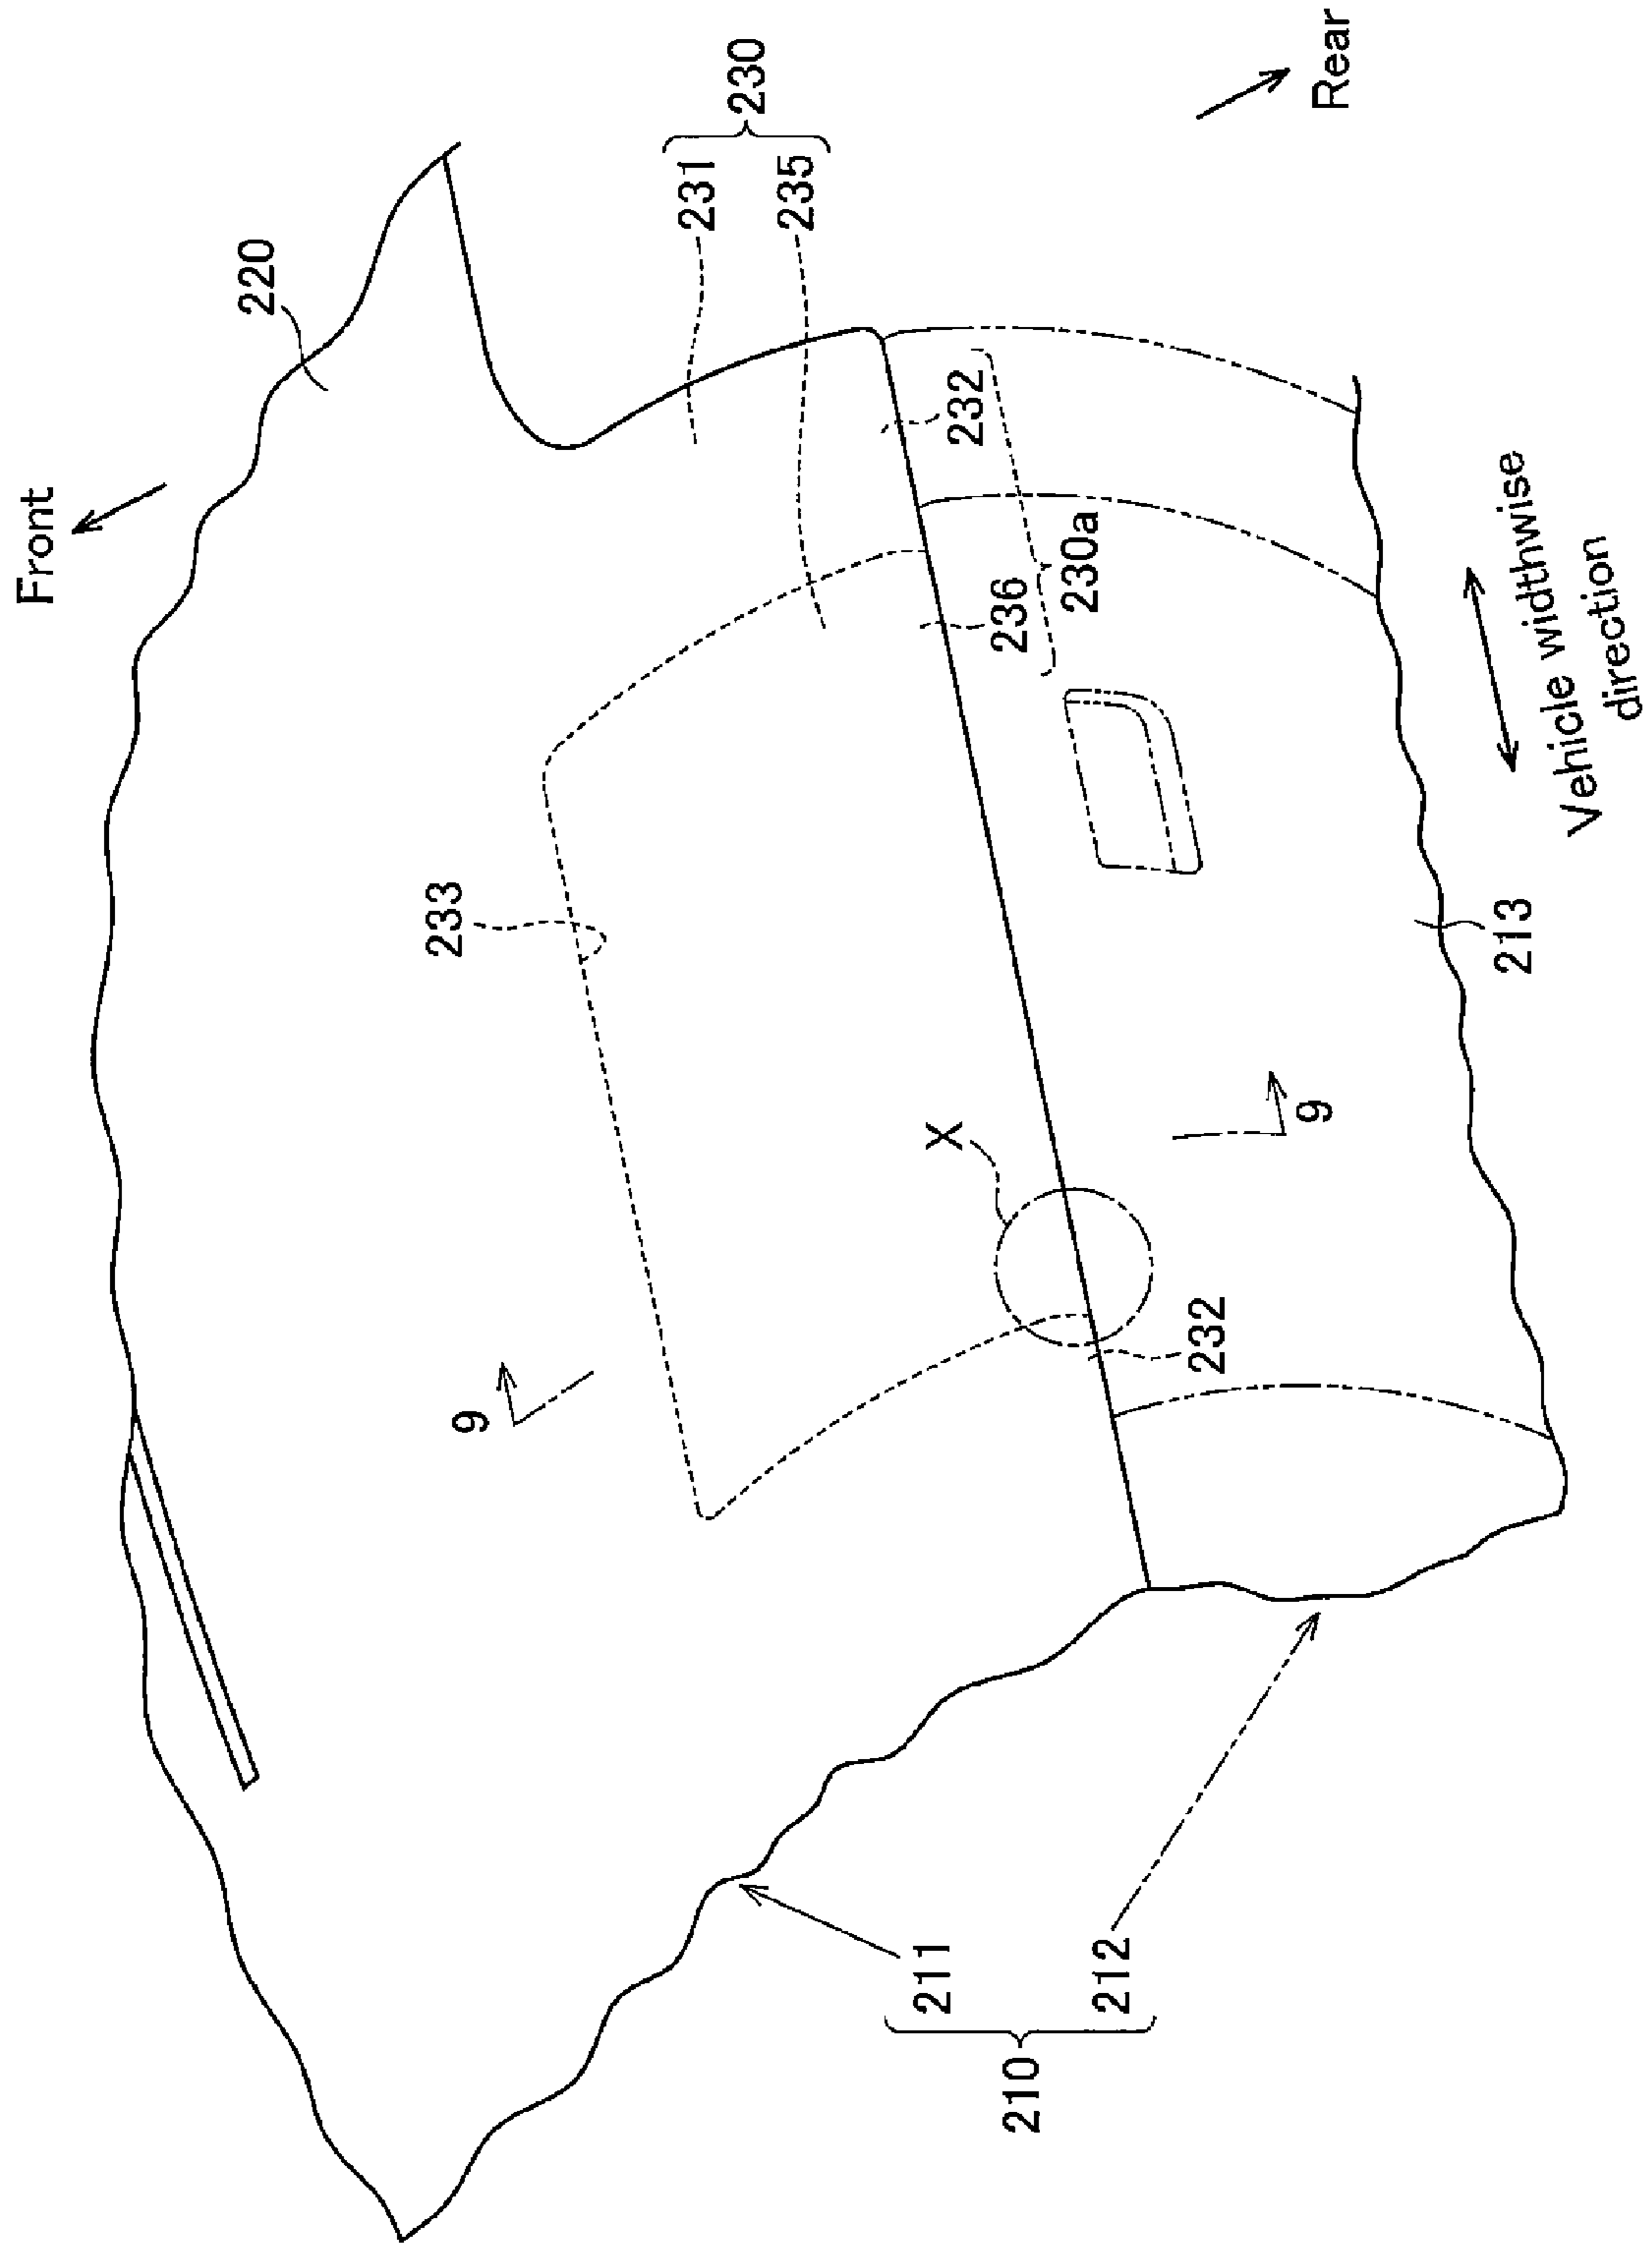 Front
220
230
231
235
Rear
233
232
236
230a
X
9
9
232
213
Vehicle widthwise
direction
210
211
212